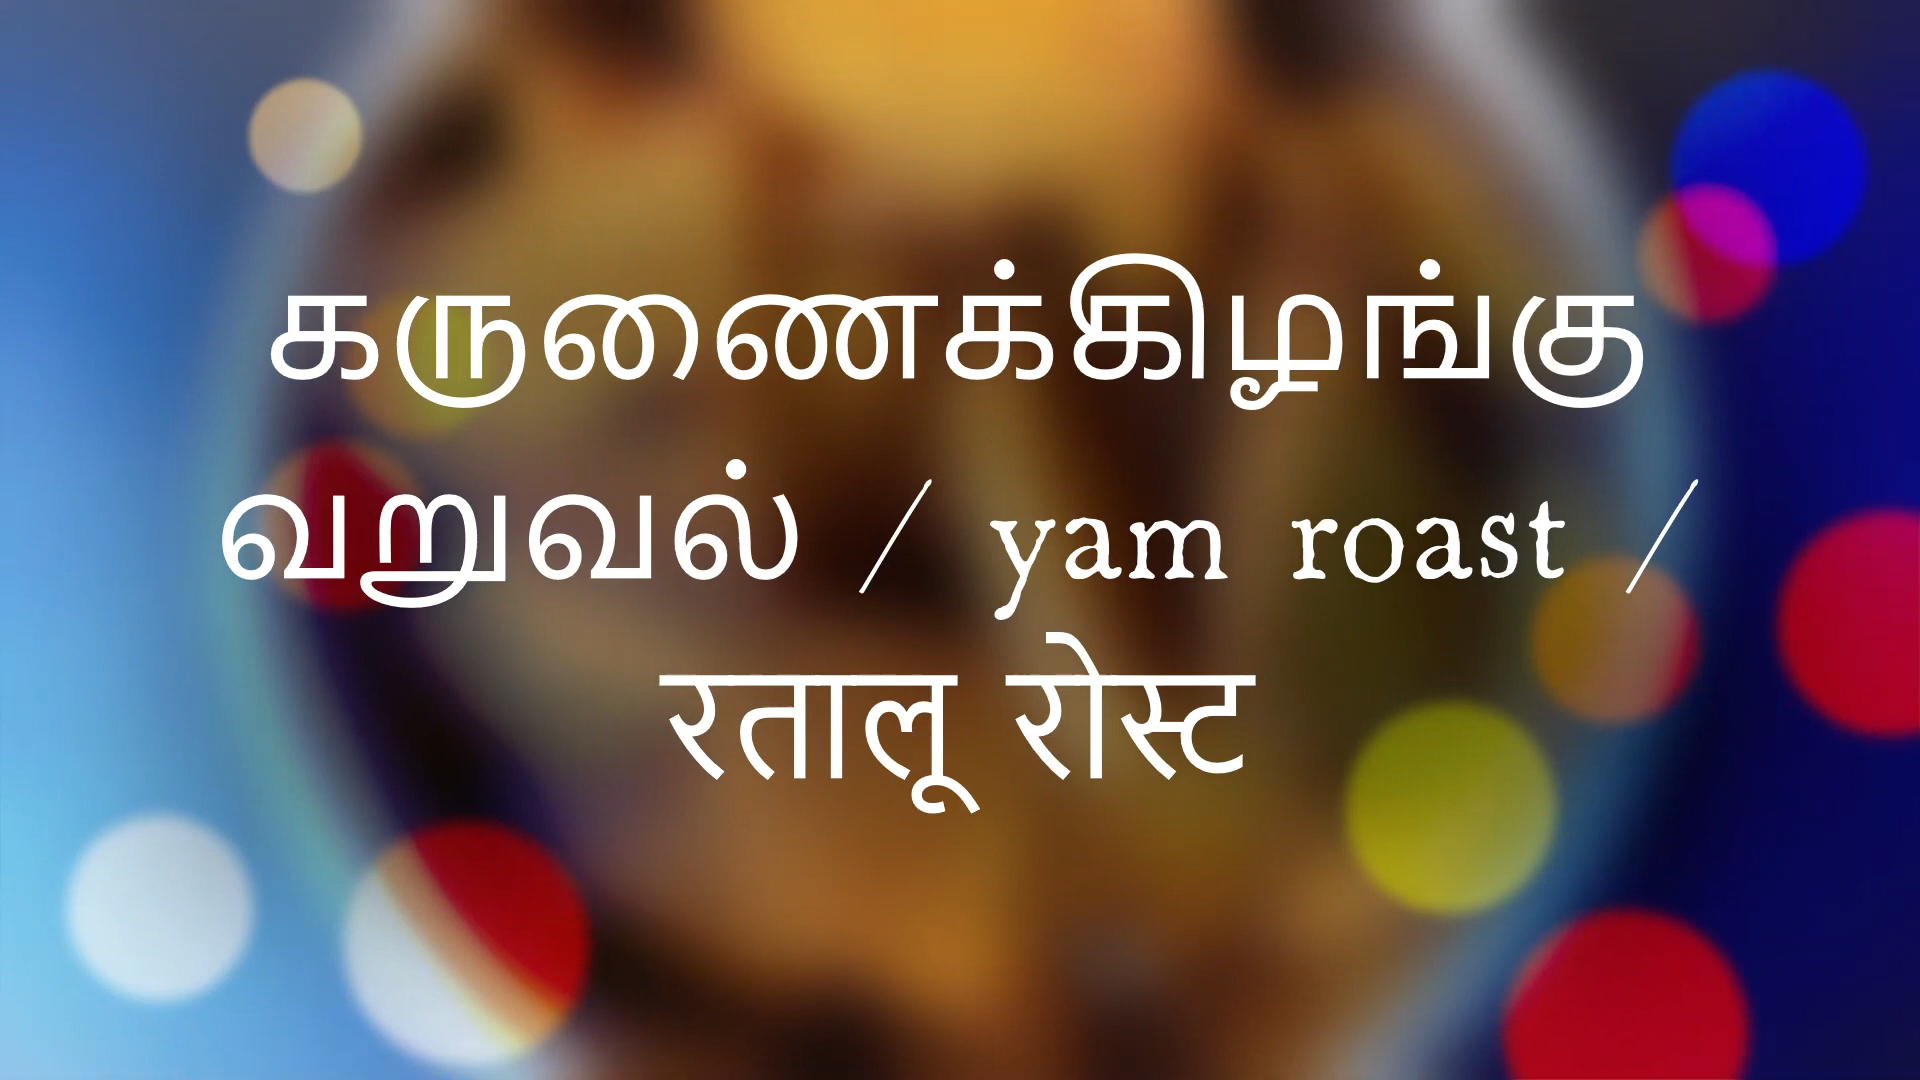 கருணைக்கிழங்கு
வறுவல் / yam roast /
रतालू रोस्ट